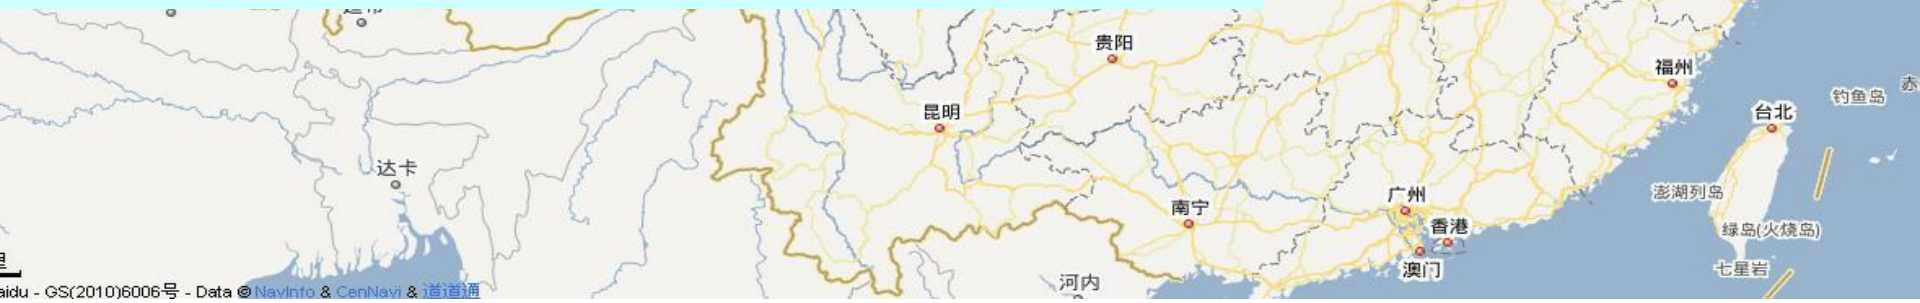 贵阳
福州
钓鱼岛
赤
昆明
台北
达卡
澎湖列岛
广州
南宁
香港
绿岛(火烧岛)
澳门
七星岩
河内
里
aidu - GS(2010)6006号 - Data © NavInfo & CenNavi & 道道通